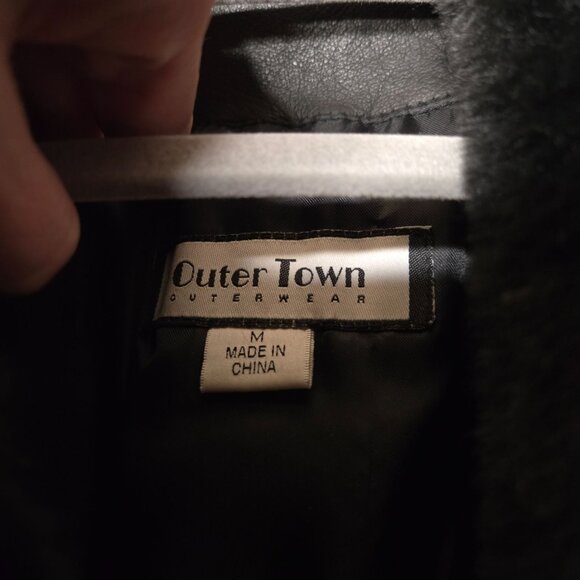 Outer Town
OUTERWEAR
M
MADE IN
CHINA